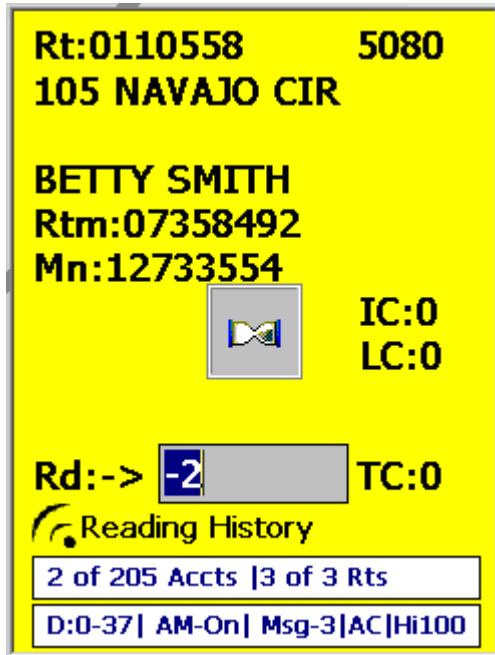 Rt:0110558 5080
105 NAVAJO CIR
BETTY SMITH
Rtm:07358492
Mn:12733554
IC:0
LC:0
Rd:-> -2 TC:0
Reading History
2 of 205 Accts |3 of 3 Rts
D:0-37| AM-On| Msg-3|AC|Hi100